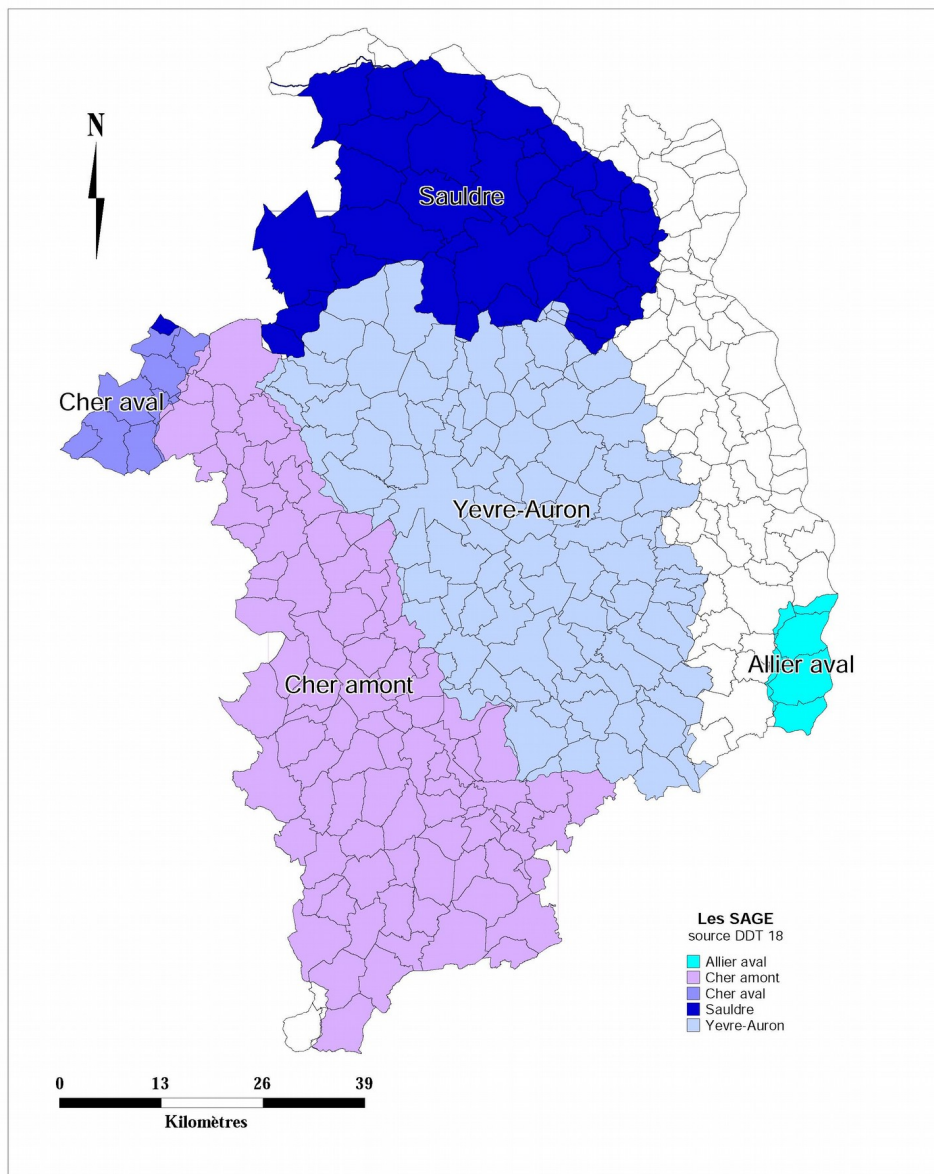 N
Sauldre
Cher aval
Yevre-Auron
Allier aval
Cher amont
Les SAGE
source DDT 18
Allier aval
Cher amont
Cher aval
Sauldre
Yevre-Auron
0 13 26 39
Kilomètres